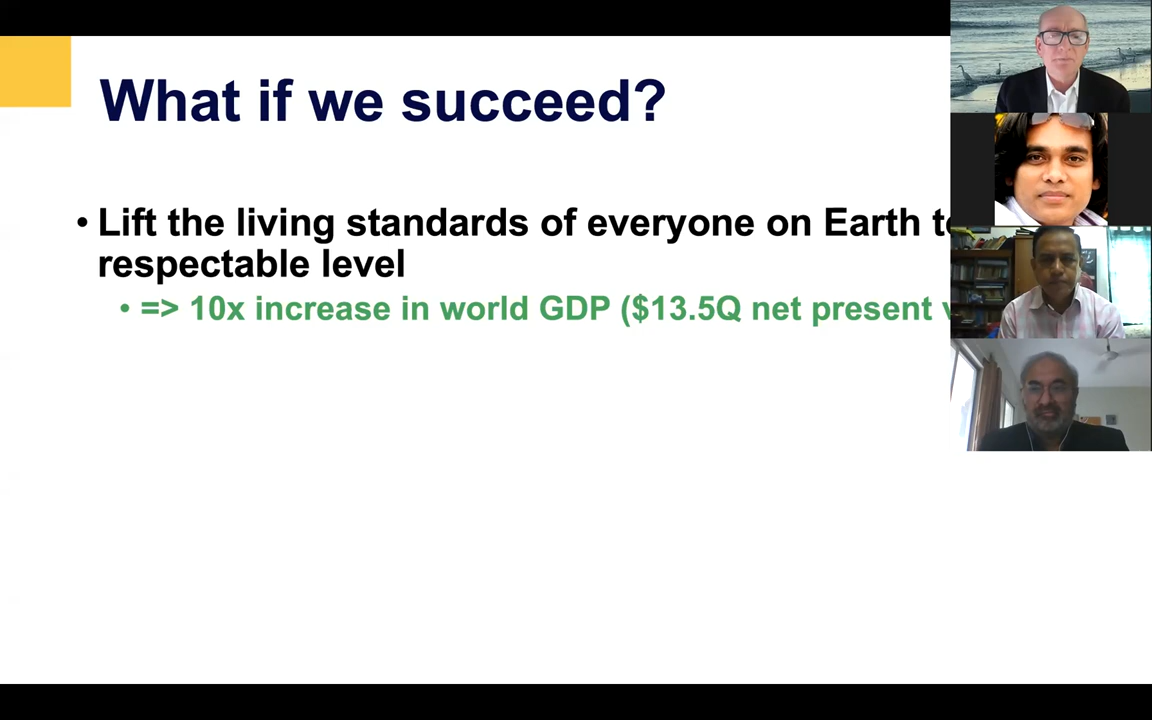 What if we succeed?
• Lift the living standards of everyone on Earth
respectable level
• => 10x increase in world GDP ($13.5Q net present